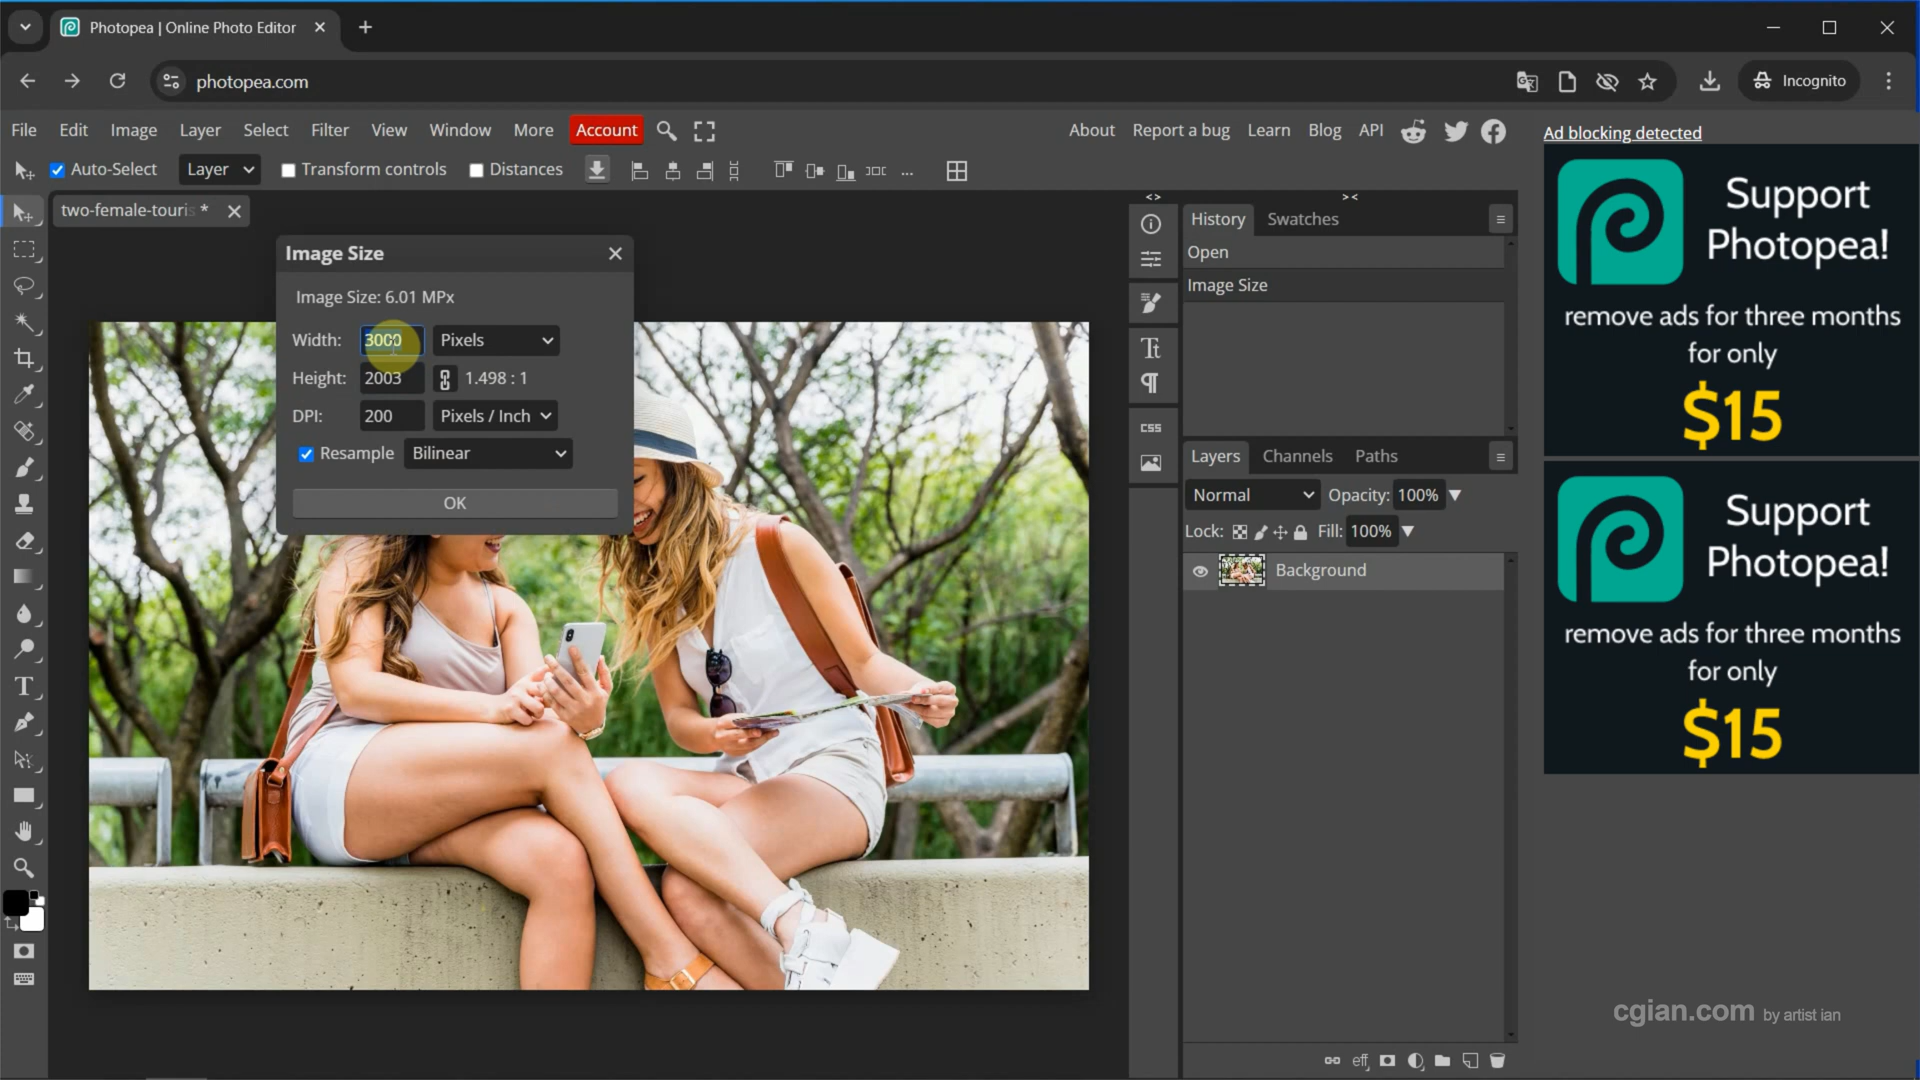 Photopea | Online Photo Editor
photopea.com
Incognito
File Edit Image Layer Select Filter View Window More Account
About Report a bug Learn Blog API
Ad blocking detected
Auto-Select Layer Transform controls Distances ...
two-female-touris *
Image Size
Image Size: 6.01 MPx
Width: 3000 Pixels
Height: 2003 1.498 : 1
DPI: 200 Pixels / Inch
Resample Bilinear
OK
<> ><
History Swatches
Open
Image Size
CSS
Layers Channels Paths
Normal Opacity: 100%
Lock: Fill: 100%
Background
eff
Support
Photopea!
remove ads for three months
for only
$15
Support
Photopea!
remove ads for three months
for only
$15
cgian.com by artist ian